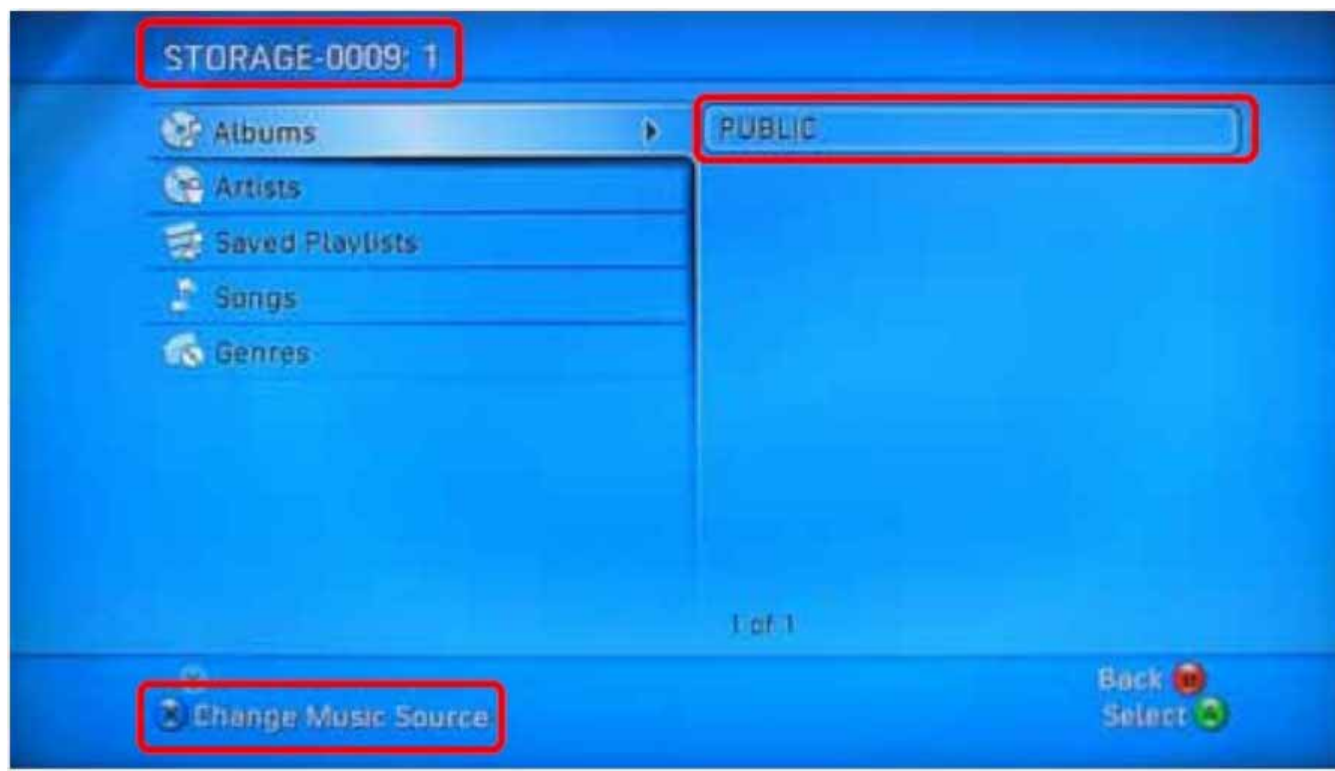 STORAGE-0009: 1
Albums
PUBLIC
Artists
Saved Playlists
Songs
Genres
1 of 1
Back B
X Change Music Source
Select A